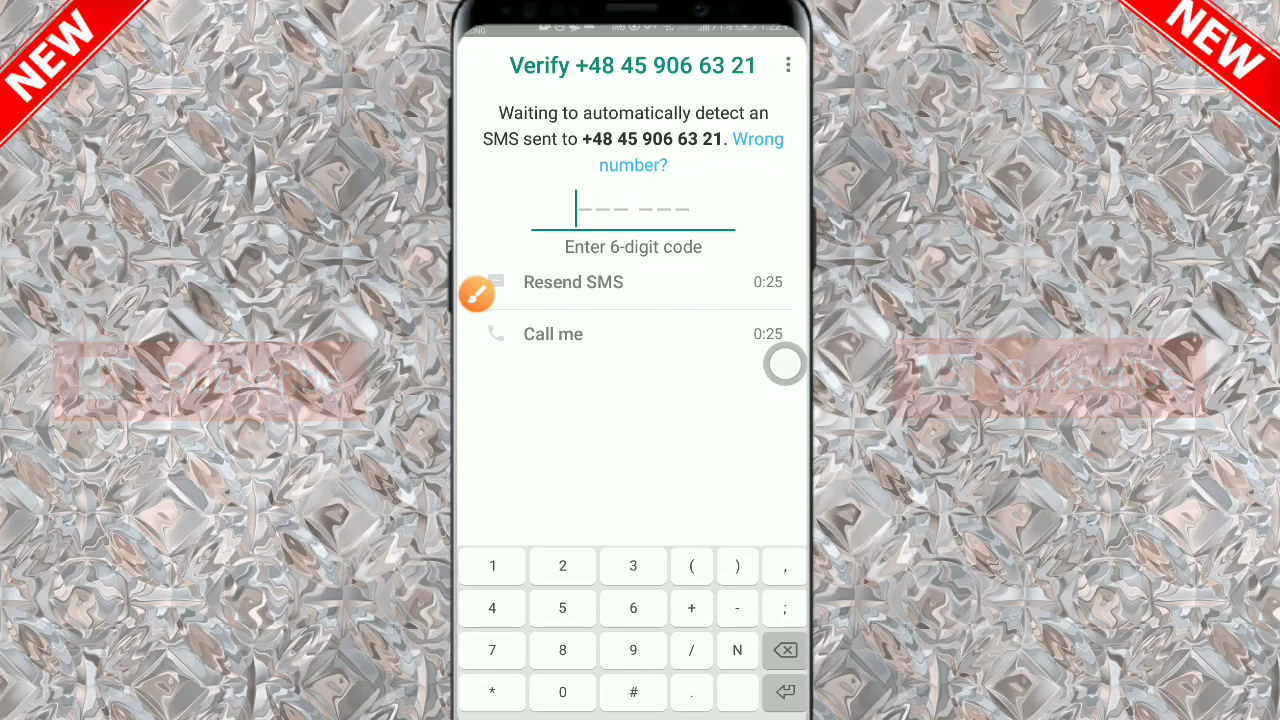 NEW
NEW
Verify +48 45 906 63 21
Waiting to automatically detect an
SMS sent to +48 45 906 63 21. Wrong
number?
Enter 6-digit code
Resend SMS 0:25
Call me 0:25
Subscribe
Subscribe
1 2 3 ( ) ,
4 5 6 + - ;
7 8 9 / N
* 0 # .